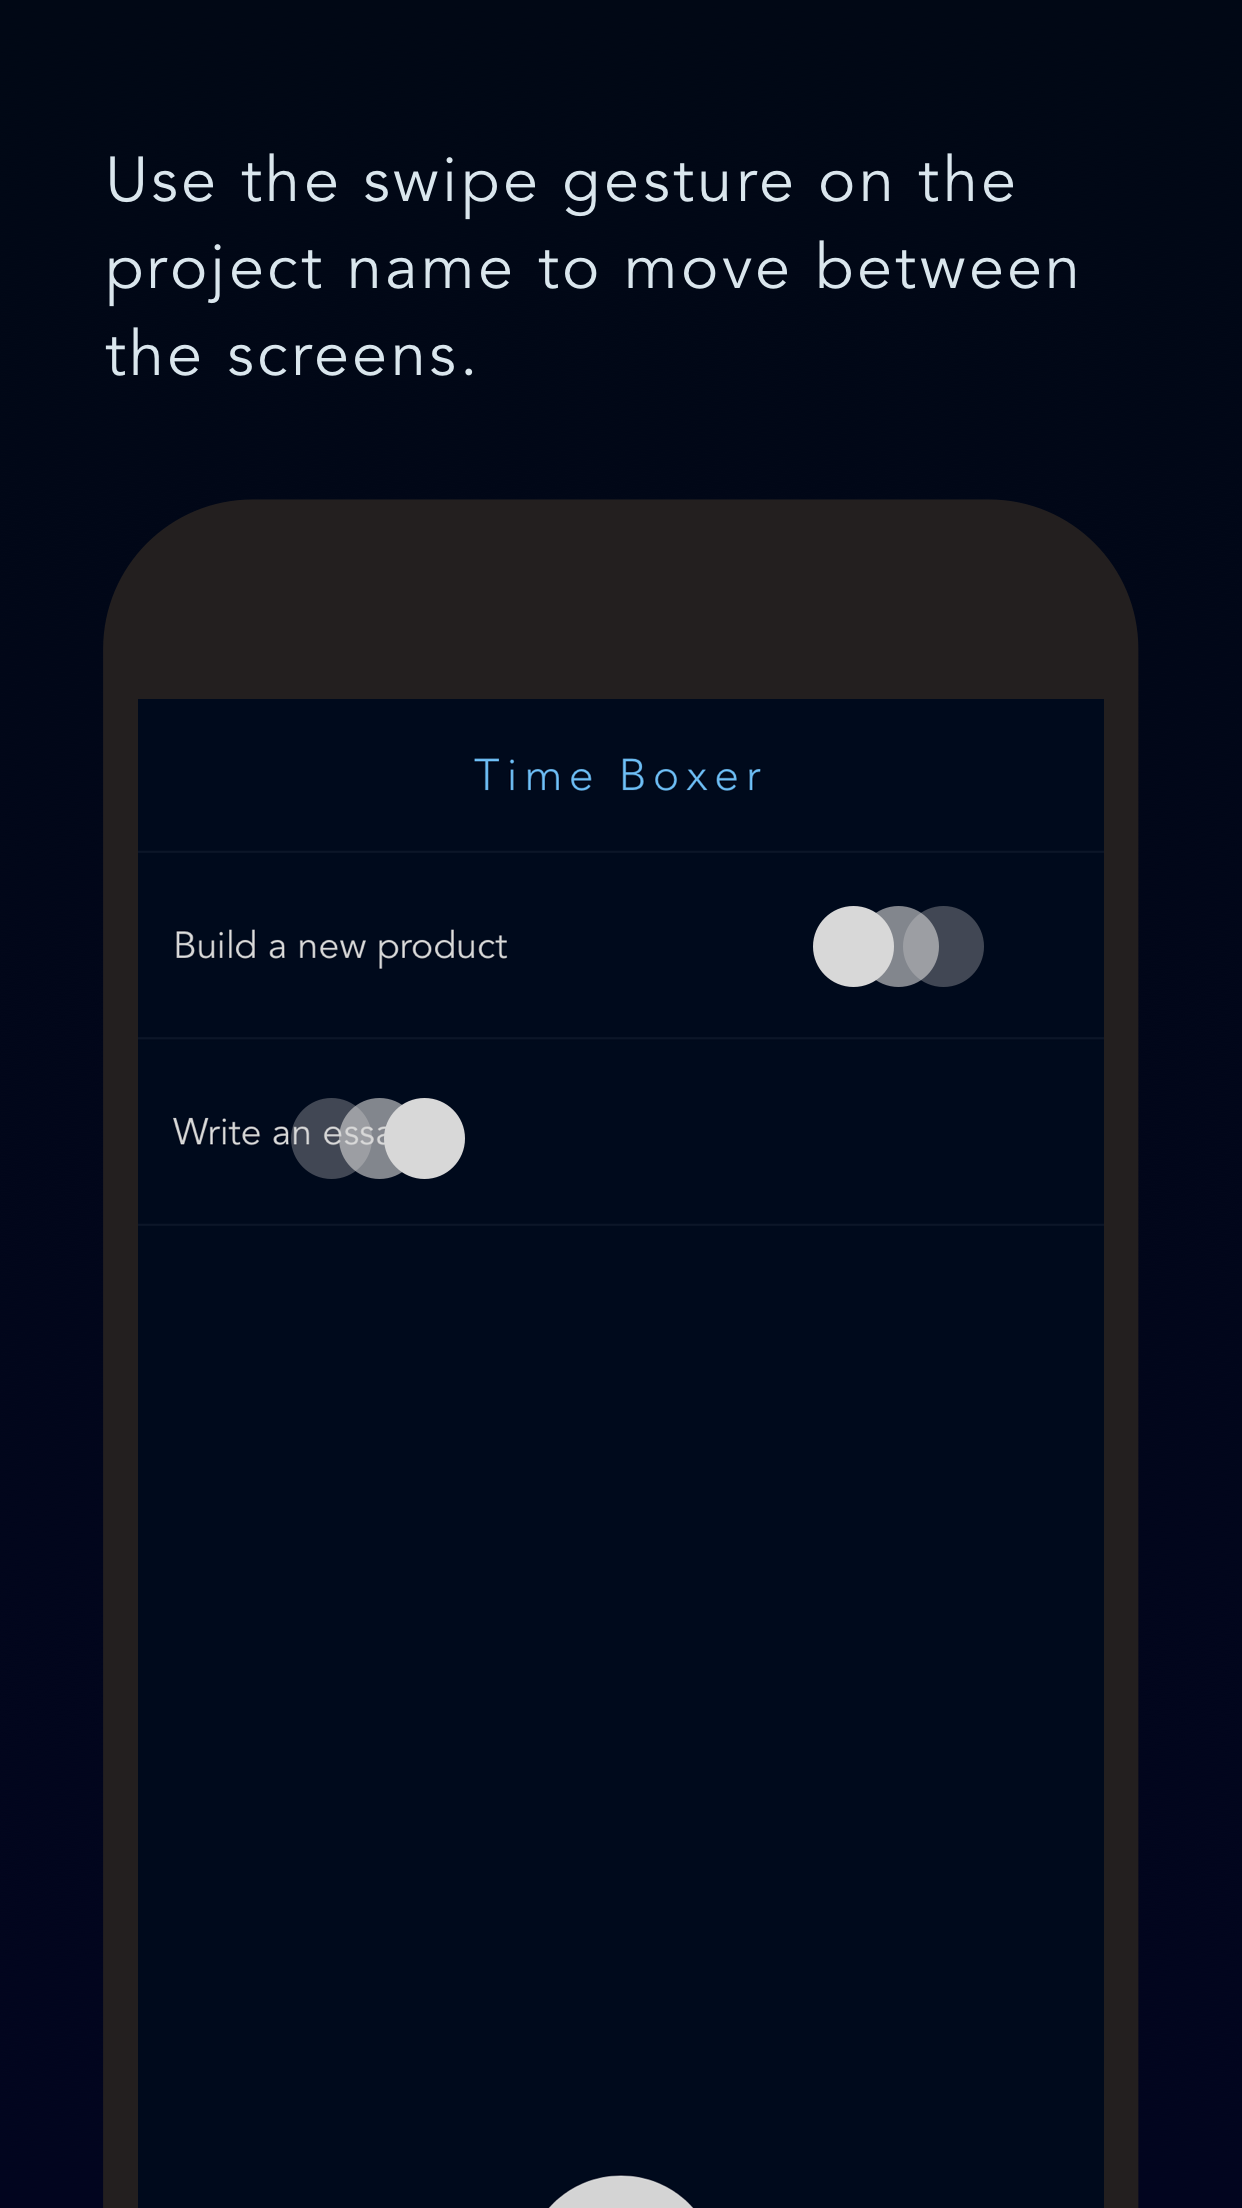 Use the swipe gesture on the
project name to move between
the screens.
Time Boxer
Build a new product
Write an essa